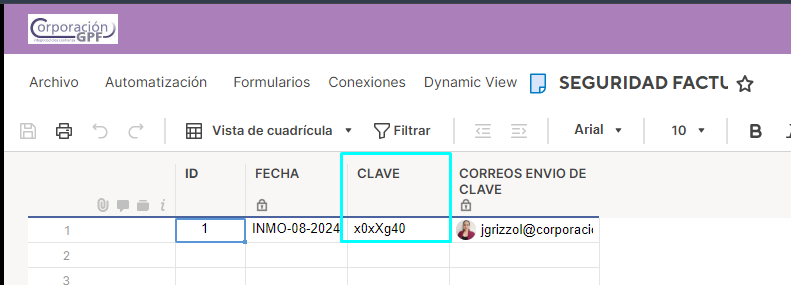 Corporación
GPF
Archivo Automatización Formularios Conexiones Dynamic View SEGURIDAD FACTU
Vista de cuadrícula Filtrar Arial 10 B I
ID FECHA CLAVE CORREOS ENVIO DE
CLAVE
1 1 INMO-08-2024 x0xXg40 jgrizzol@corporaci
2
3